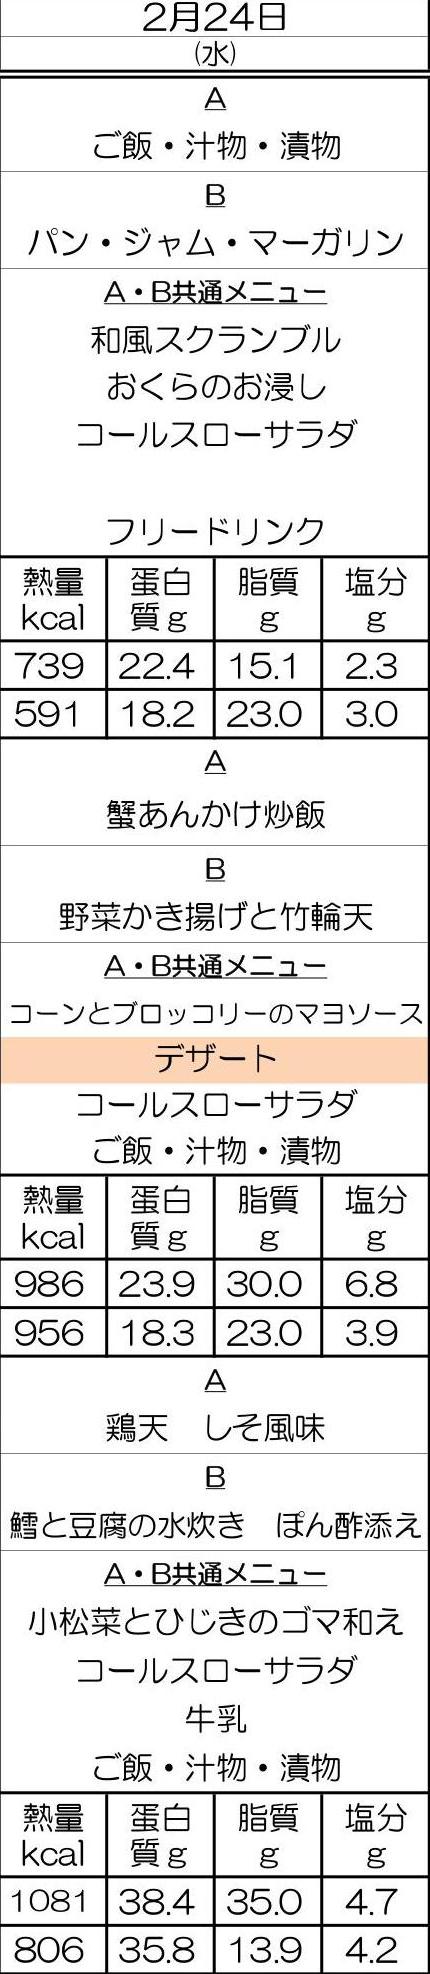 2月24日
(水)
A
ご飯・汁物・漬物
B
パン・ジャム・マーガリン
A・B共通メニュー
和風スクランブル
おくらのお浸し
コールスローサラダ
フリードリンク
熱量 蛋白 脂質 塩分
kcal 質g g g
739 22.4 15.1 2.3
591 18.2 23.0 3.0
A
蟹あんかけ炒飯
B
野菜かき揚げと竹輪天
A・B共通メニュー
コーンとブロッコリーのマヨソース
デザート
コールスローサラダ
ご飯・汁物・漬物
熱量 蛋白 脂質 塩分
kcal 質g g g
986 23.9 30.0 6.8
956 18.3 23.0 3.9
A
鶏天 しそ風味
B
鱈と豆腐の水炊き ぽん酢添え
A・B共通メニュー
小松菜とひじきのゴマ和え
コールスローサラダ
牛乳
ご飯・汁物・漬物
熱量 蛋白 脂質 塩分
kcal 質g g g
1081 38.4 35.0 4.7
806 35.8 13.9 4.2